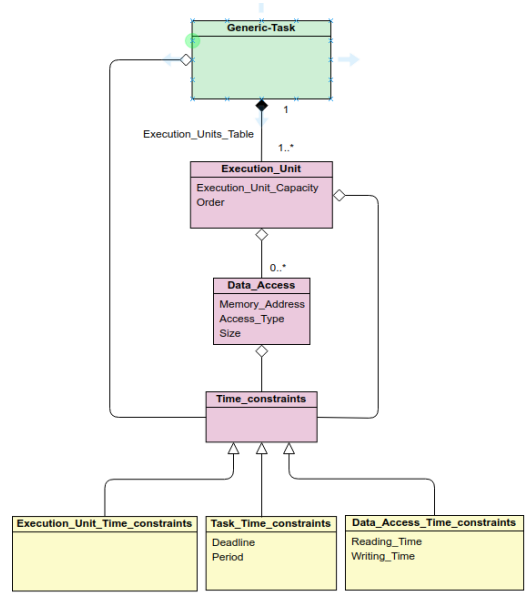 Generic-Task
1
Execution_Units_Table
1..*
Execution_Unit
Execution_Unit_Capacity
Order
0..*
Data_Access
Memory_Address
Access_Type
Size
Time_constraints
Execution_Unit_Time_constraints
Task_Time_constraints
Deadline
Period
Data_Access_Time_constraints
Reading_Time
Writing_Time